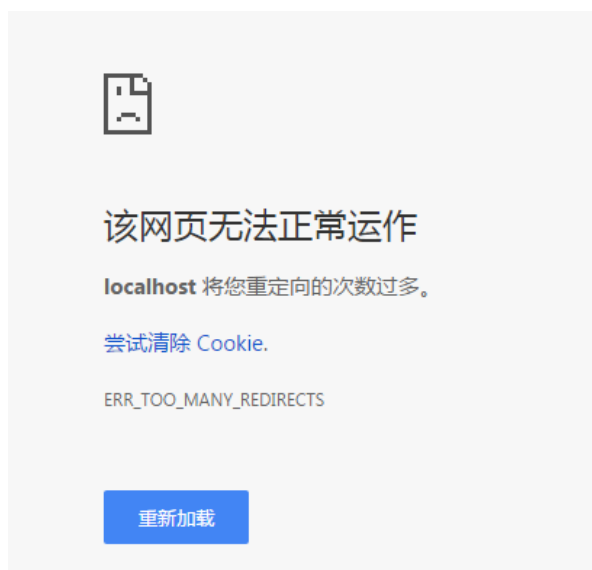 该网页无法正常运作
localhost 将您重定向的次数过多。
尝试清除 Cookie.
ERR_TOO_MANY_REDIRECTS
重新加载